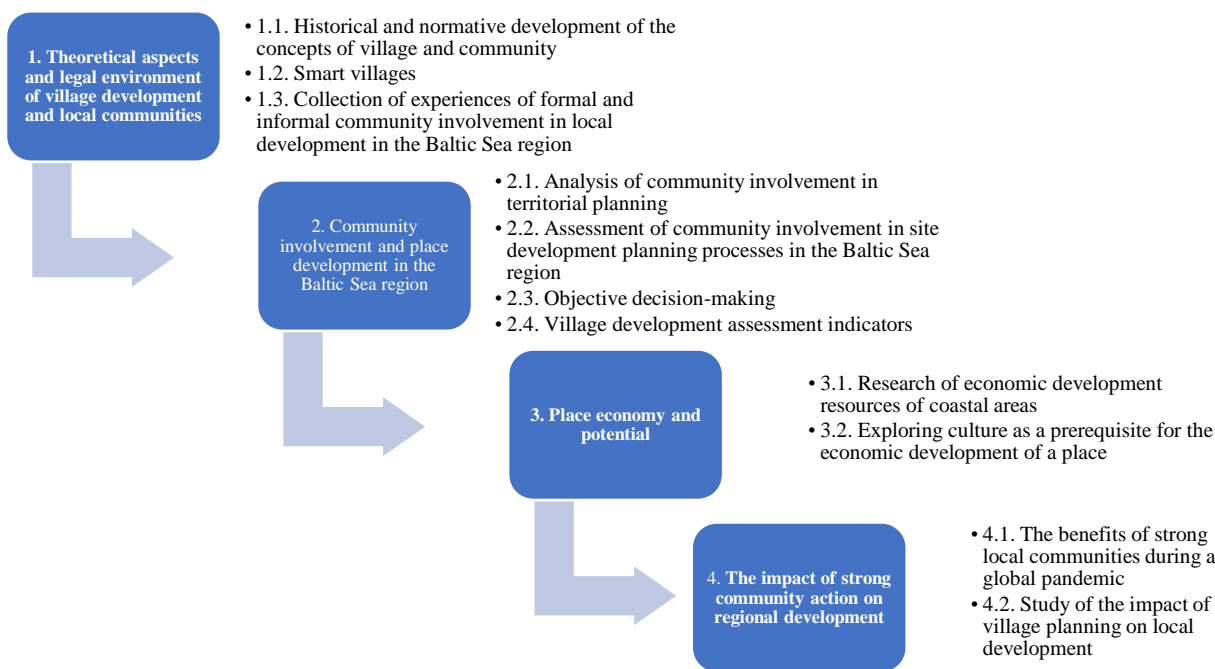 1. Theoretical aspects
and legal environment
of village development
and local communities
• 1.1. Historical and normative development of the
concepts of village and community
• 1.2. Smart villages
• 1.3. Collection of experiences of formal and
informal community involvement in local
development in the Baltic Sea region
2. Community
involvement and place
development in the
Baltic Sea region
• 2.1. Analysis of community involvement in
territorial planning
• 2.2. Assessment of community involvement in site
development planning processes in the Baltic Sea
region
• 2.3. Objective decision-making
• 2.4. Village development assessment indicators
3. Place economy and
potential
• 3.1. Research of economic development
resources of coastal areas
• 3.2. Exploring culture as a prerequisite for the
economic development of a place
4. The impact of strong
community action on
regional development
• 4.1. The benefits of strong
local communities during a
global pandemic
• 4.2. Study of the impact of
village planning on local
development